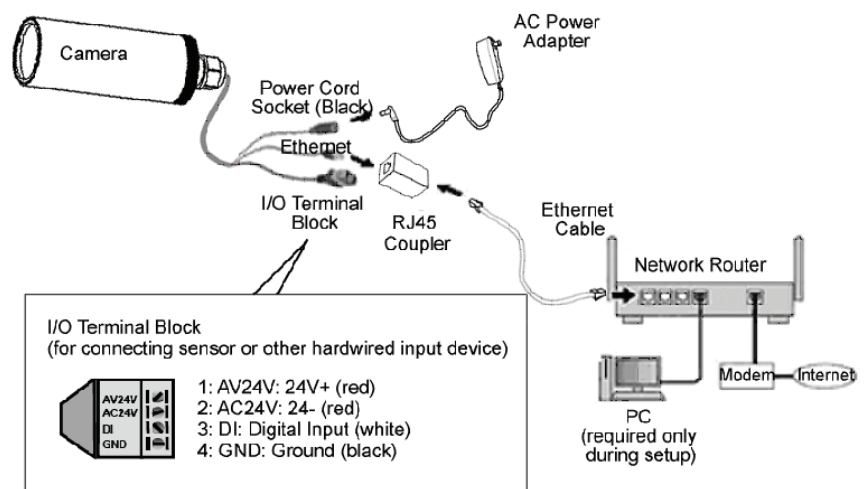 AC Power
Adapter
Camera
Power Cord
Socket (Black)
Ethernet
I/O Terminal
Block
RJ45
Coupler
Ethernet
Cable
Network Router
Modem
Internet
PC
(required only
during setup)
I/O Terminal Block
(for connecting sensor or other hardwired input device)
AV24V
AC24V
DI
GND
1: AV24V: 24V+ (red)
2: AC24V: 24- (red)
3: DI: Digital Input (white)
4: GND: Ground (black)